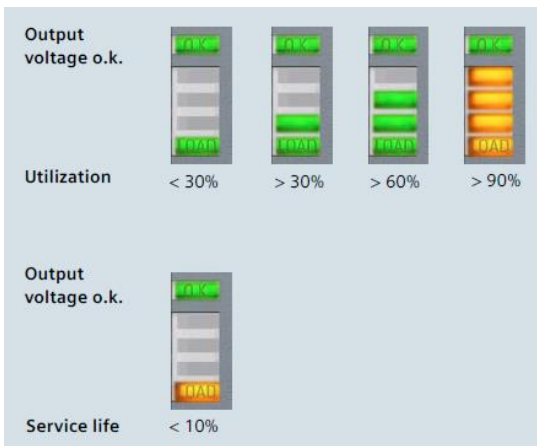 Output
voltage o.k.
O.K. O.K. O.K. O.K.
LOAD LOAD LOAD LOAD
Utilization < 30% > 30% > 60% > 90%
Output
voltage o.k.
O.K.
LOAD
Service life < 10%